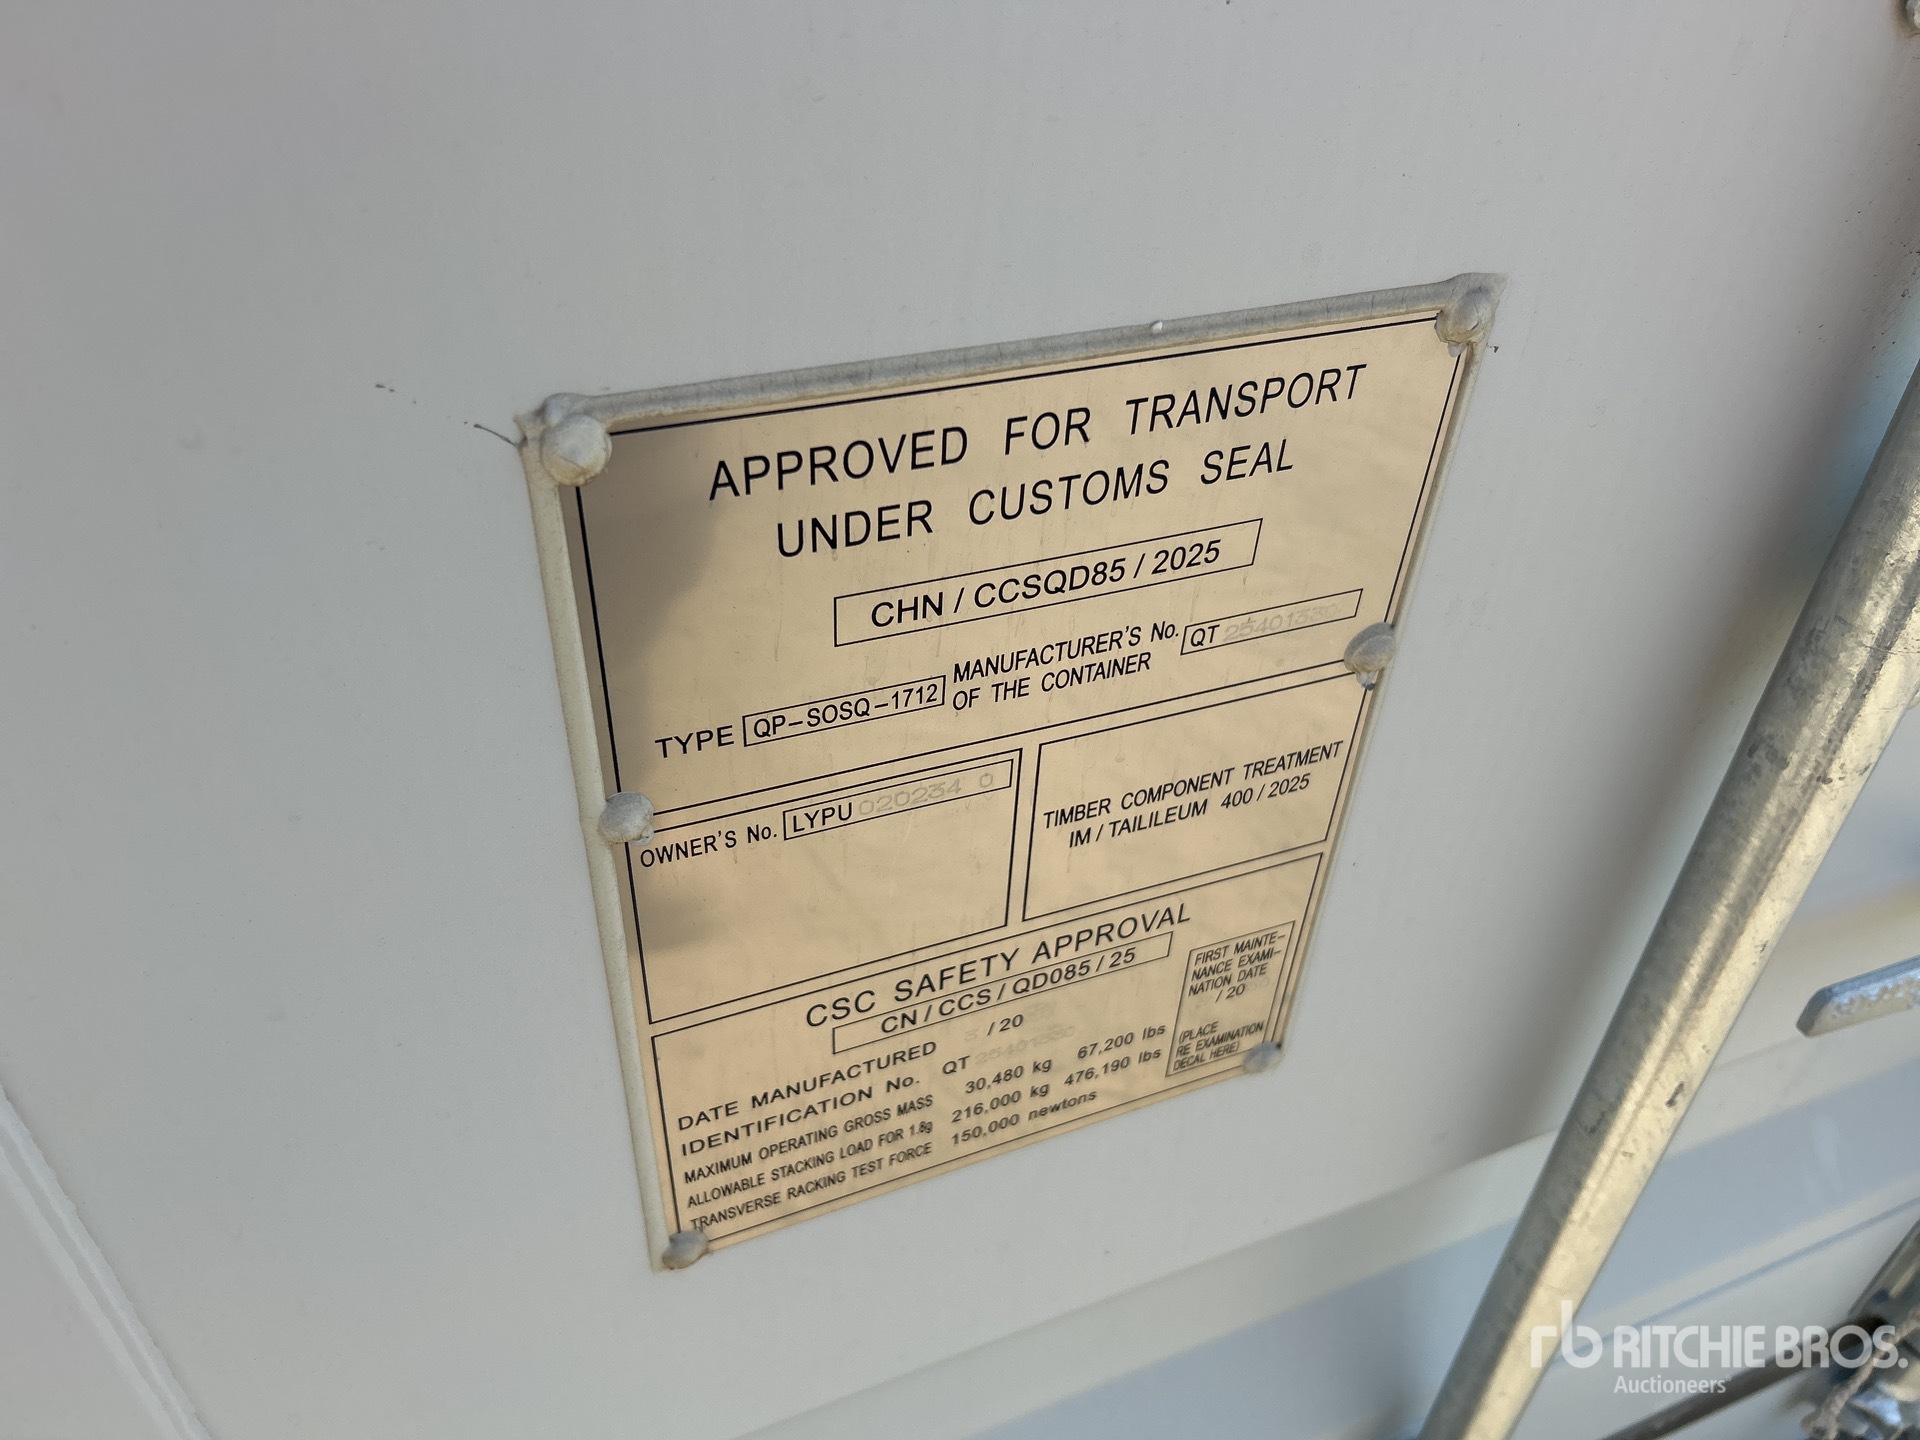 APPROVED FOR TRANSPORT
UNDER CUSTOMS SEAL
CHN / CCSQD85 / 2025
TYPE QP-SOSQ-1712 MANUFACTURER'S No. OF THE CONTAINER QT
OWNER'S No. LYPU 020234 0
TIMBER COMPONENT TREATMENT
IM / TAILILEUM 400 / 2025
CSC SAFETY APPROVAL
CN / CCS / QD085 / 25
DATE MANUFACTURED / 20
IDENTIFICATION No. QT
MAXIMUM OPERATING GROSS MASS 30,480 kg 67,200 lbs
ALLOWABLE STACKING LOAD FOR 1.8g 216,000 kg 476,190 lbs
TRANSVERSE RACKING TEST FORCE 150,000 newtons
FIRST MAINTE-
NANCE EXAMI-
NATION DATE
/ 20
(PLACE
RE EXAMINATION
DECAL HERE)
rb RITCHIE BROS.
Auctioneers